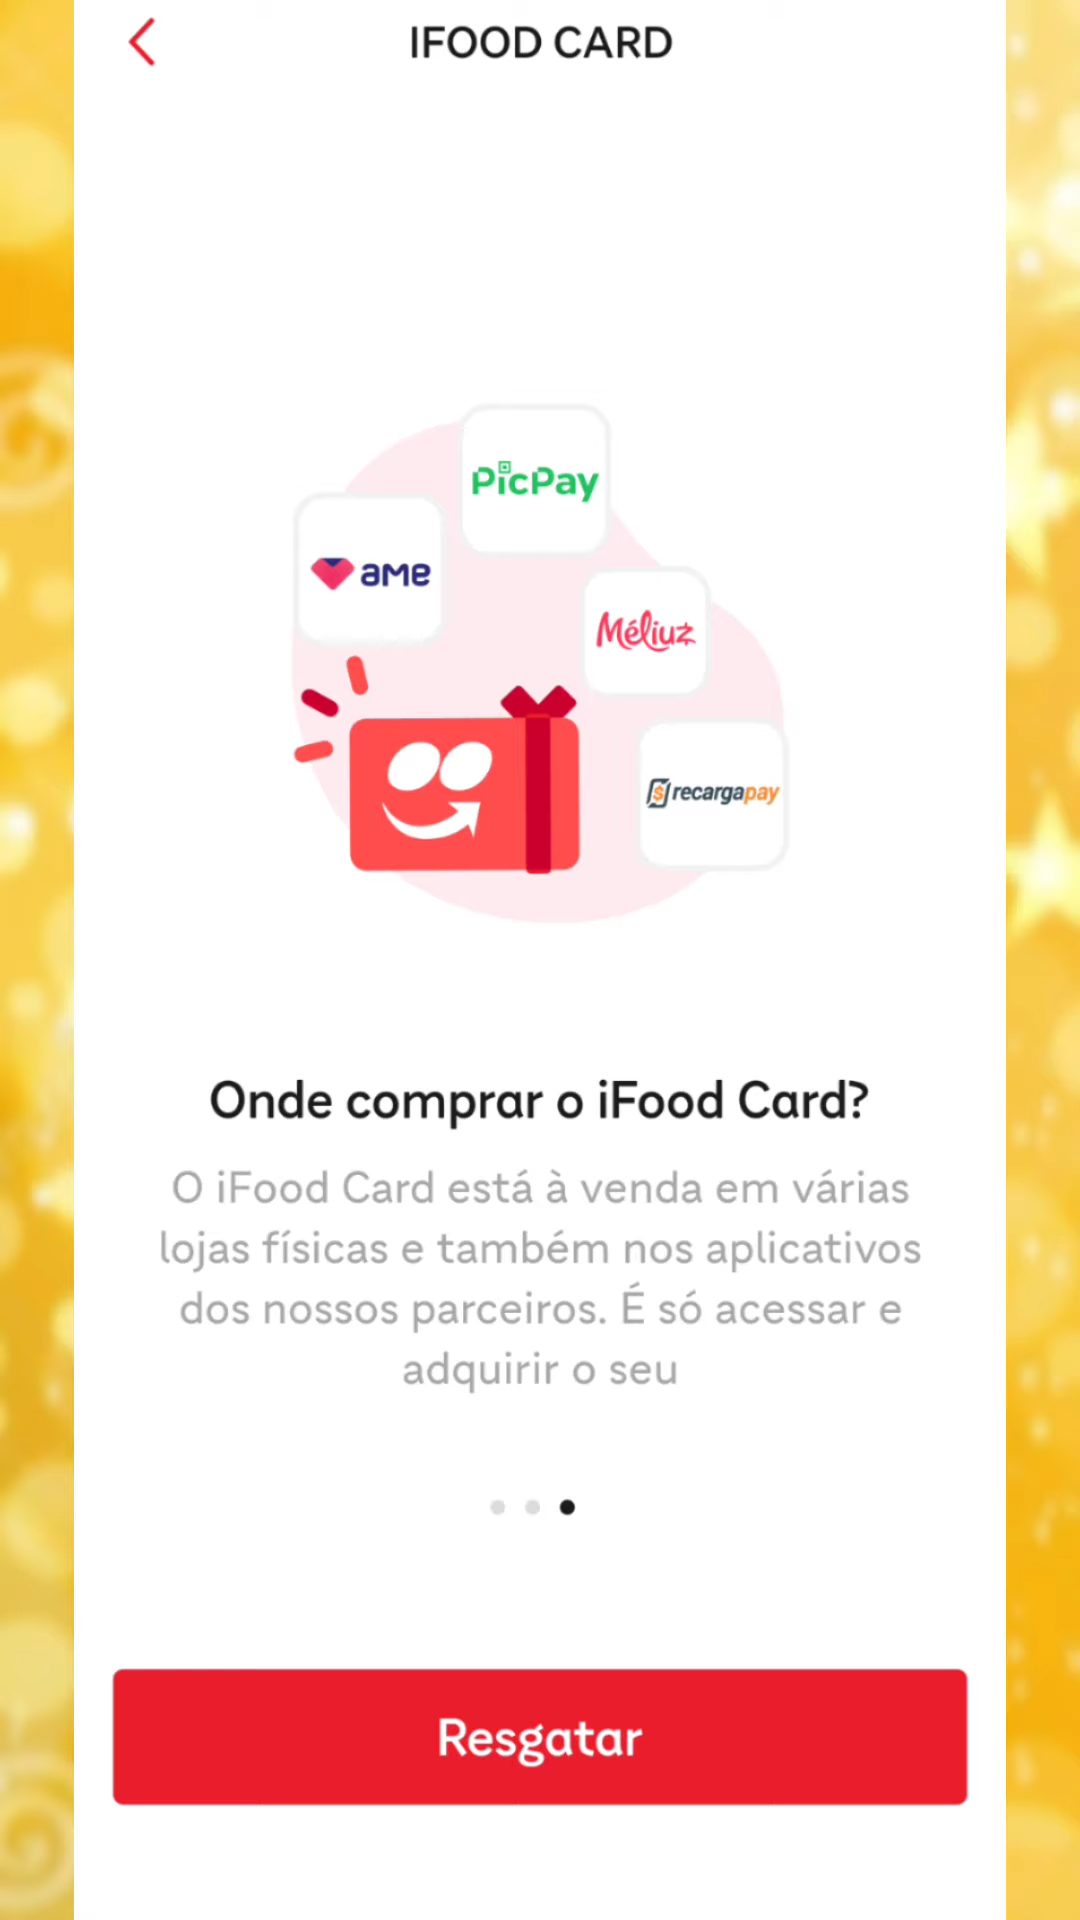 IFOOD CARD
PicPay
ame
Méliuz
recargapay
Onde comprar o iFood Card?
O iFood Card está à venda em várias
lojas físicas e também nos aplicativos
dos nossos parceiros. É só acessar e
adquirir o seu
Resgatar